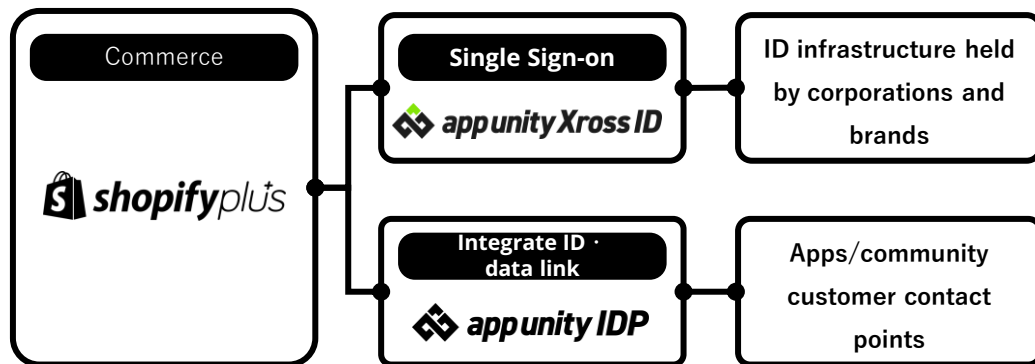 Commerce
shopifyplus
Single Sign-on
appunity Xross ID
ID infrastructure held
by corporations and
brands
Integrate ID ·
data link
appunity IDP
Apps/community
customer contact
points